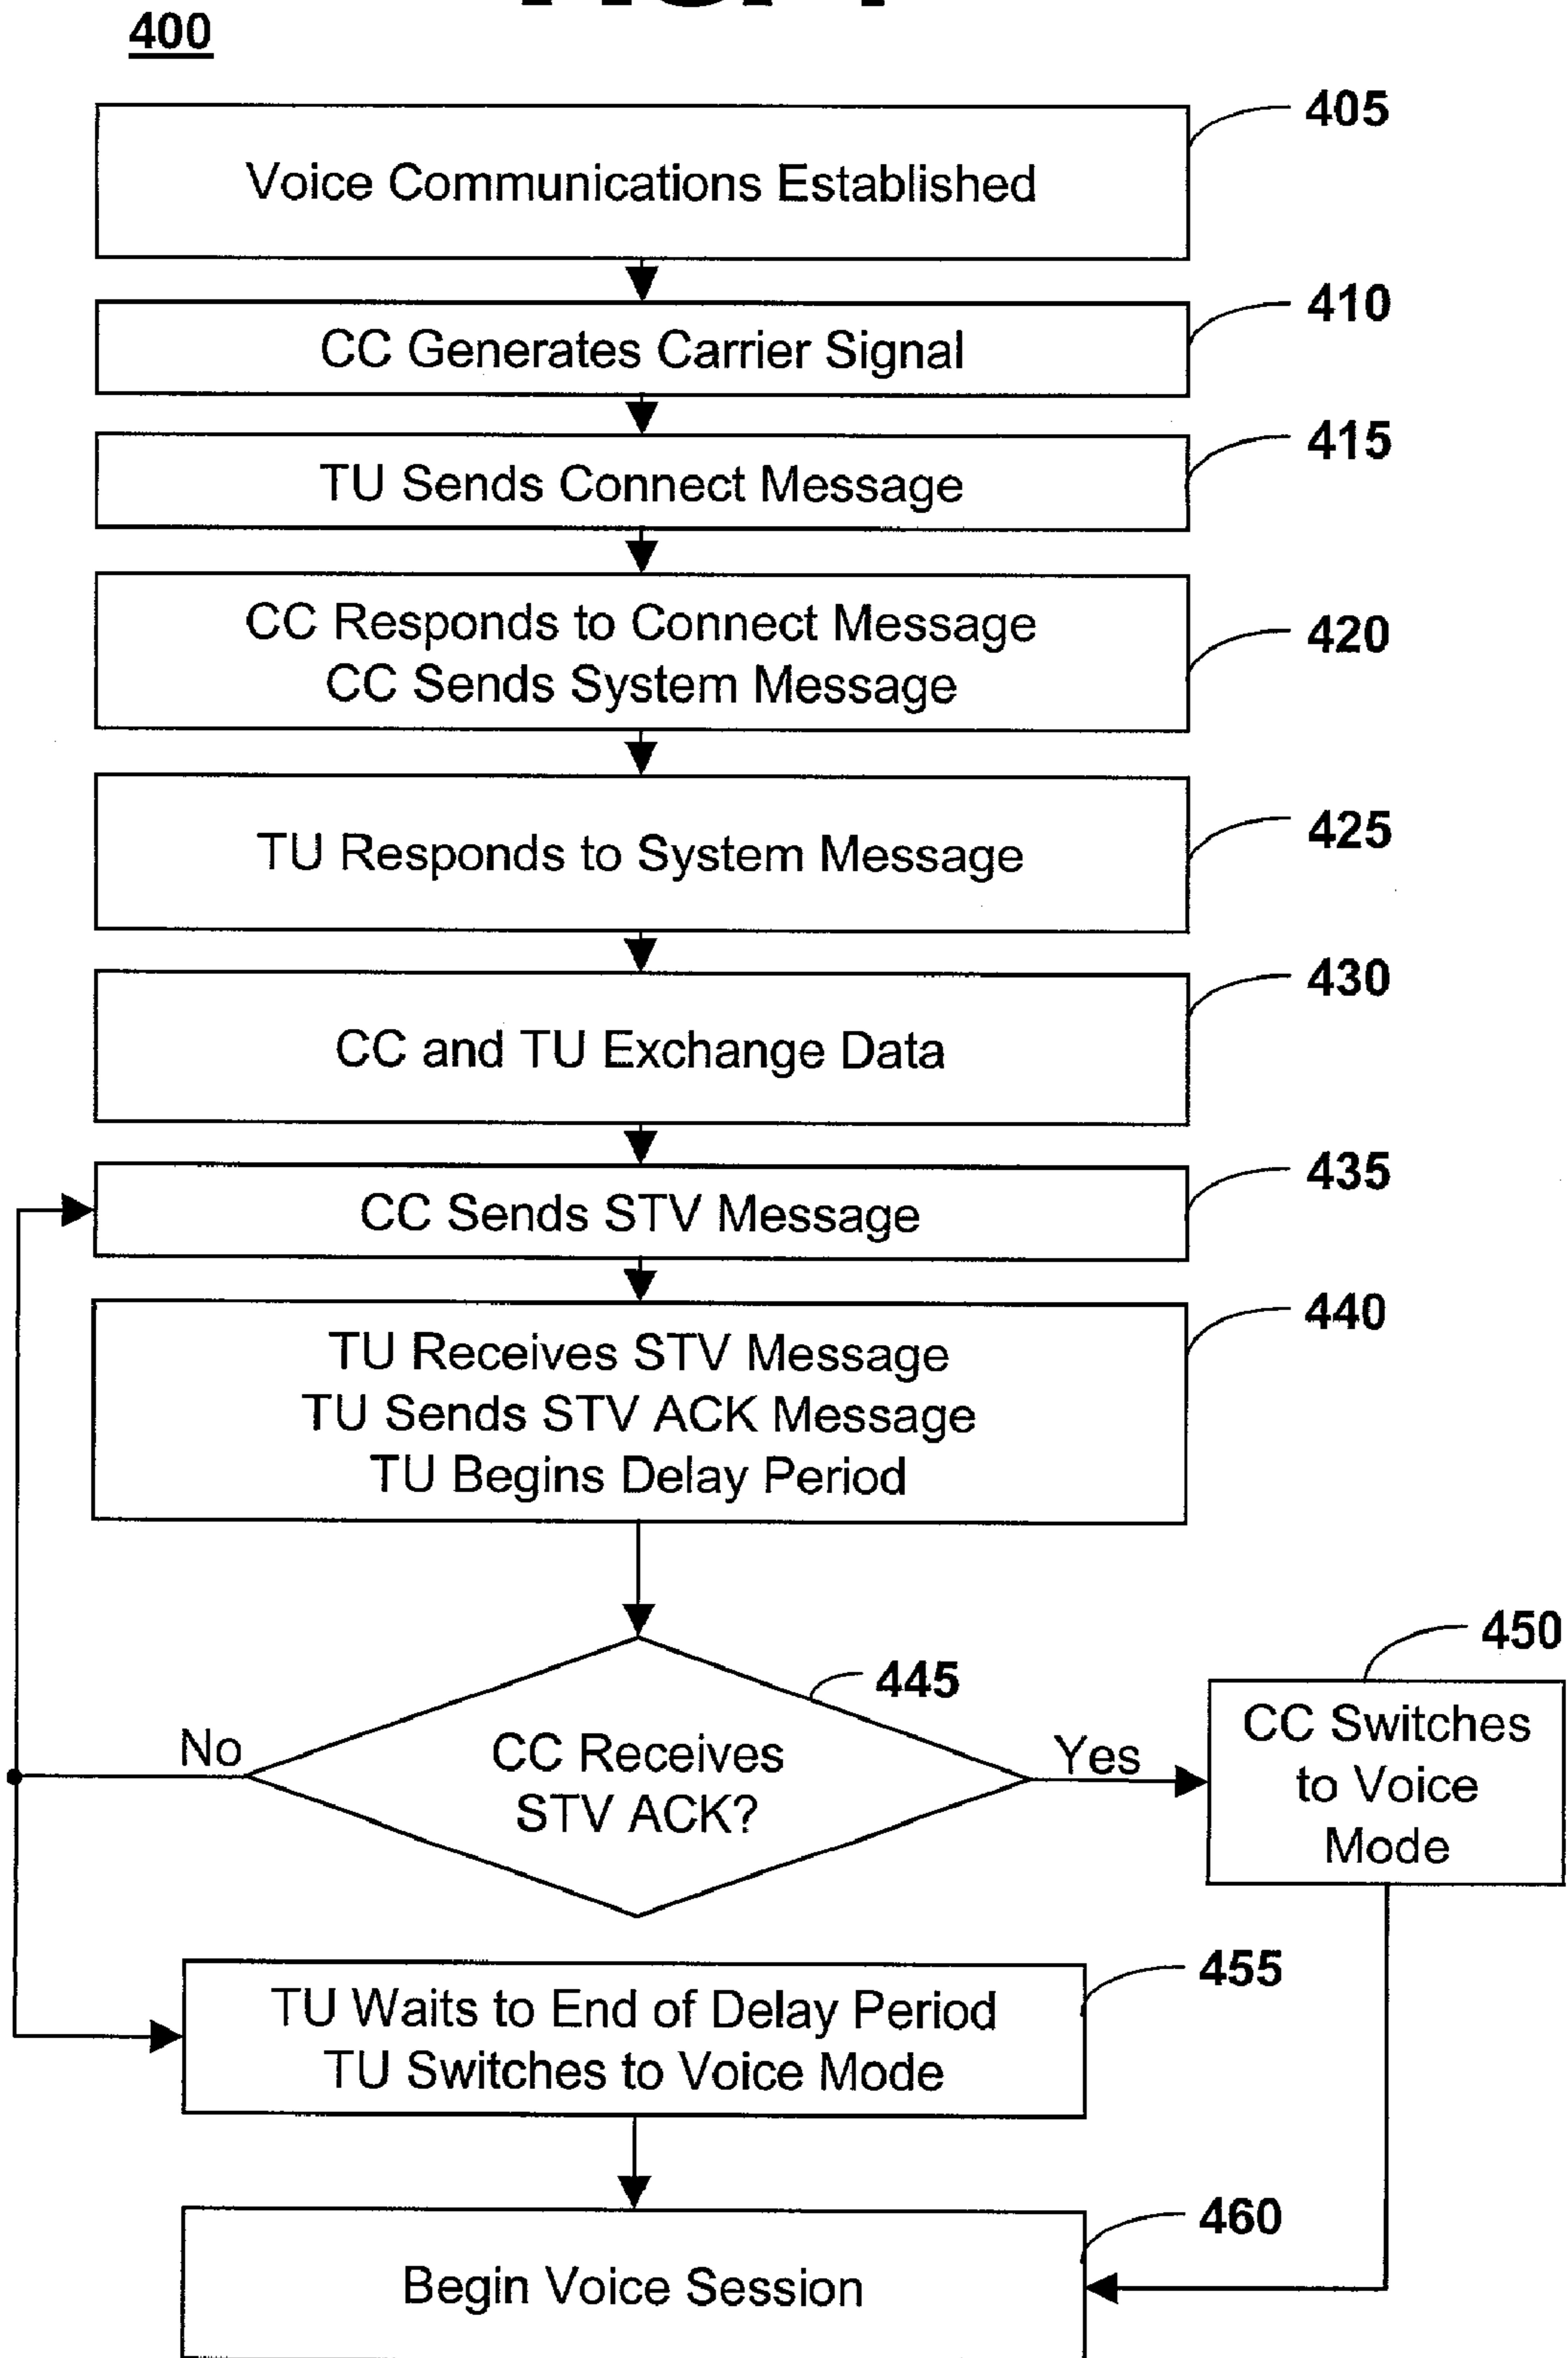 400
Voice Communications Established
405
CC Generates Carrier Signal
410
TU Sends Connect Message
415
CC Responds to Connect Message
CC Sends System Message
420
TU Responds to System Message
425
CC and TU Exchange Data
430
CC Sends STV Message
435
TU Receives STV Message
TU Sends STV ACK Message
TU Begins Delay Period
440
445
CC Receives
STV ACK?
No
Yes
450
CC Switches
to Voice
Mode
TU Waits to End of Delay Period
TU Switches to Voice Mode
455
Begin Voice Session
460